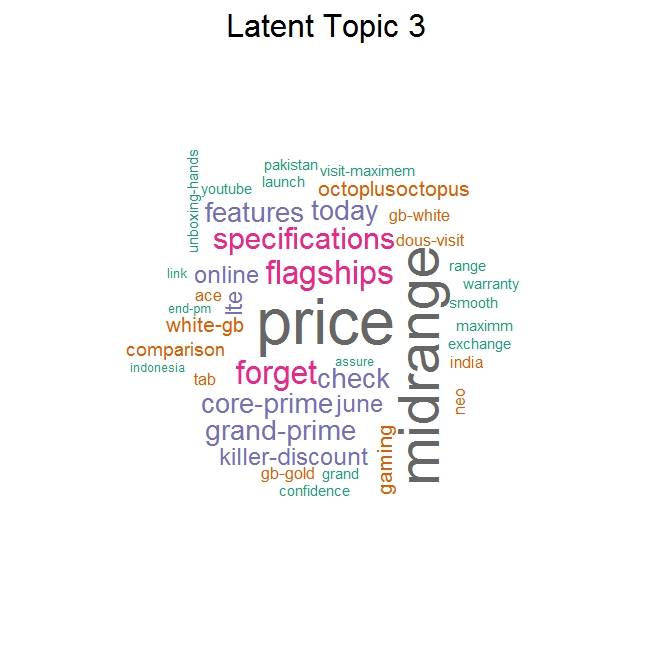 Latent Topic 3
unboxing-hands
pakistan
visit-maximem
launch
youtube
octoplusoctopus
features
today
gb-white
specifications
dous-visit
midrange
link
online
flagships
range
warranty
ace
lte
smooth
end-pm
price
white-gb
maximm
exchange
comparison
assure
india
indonesia
tab
forget
check
neo
core-prime
june
grand-prime
gaming
killer-discount
gb-gold
grand
confidence